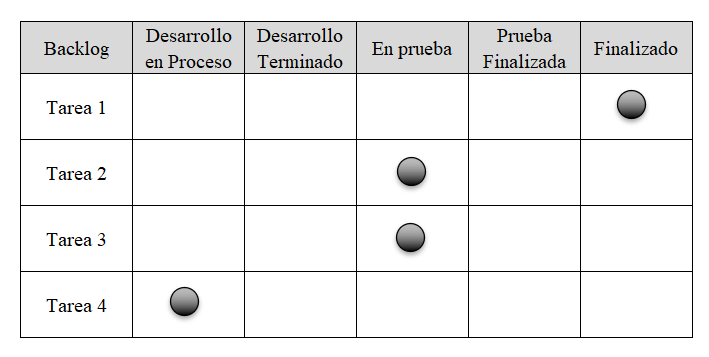 Backlog
Desarrollo
en Proceso
Desarrollo
Terminado
En prueba
Prueba
Finalizada
Finalizado
Tarea 1
Tarea 2
Tarea 3
Tarea 4